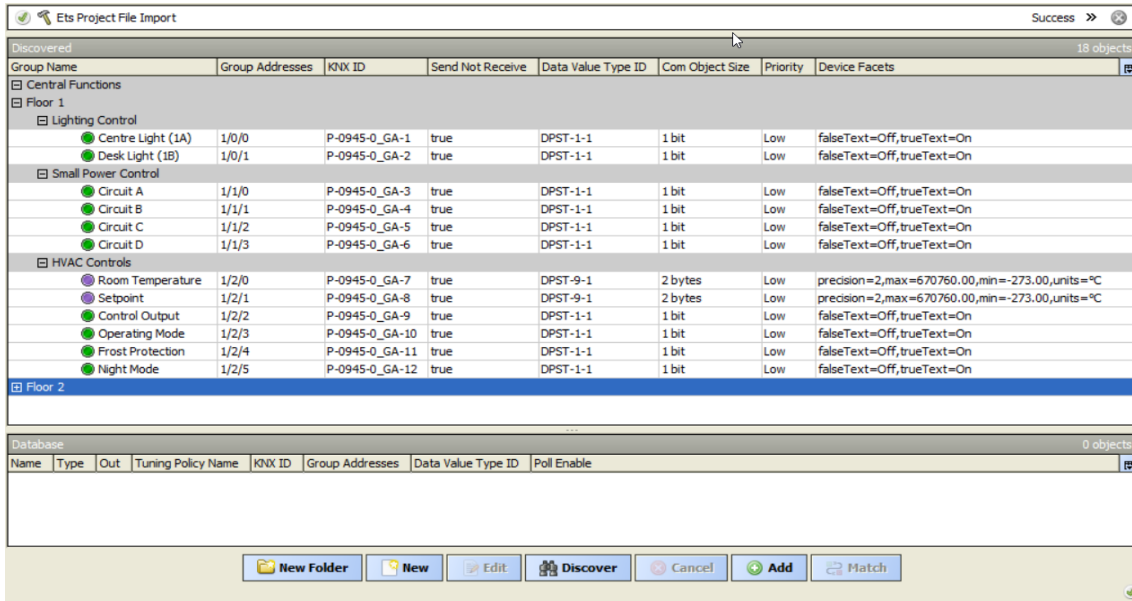 Ets Project File Import Success »
Discovered 18 objects
Group Name Group Addresses KNX ID Send Not Receive Data Value Type ID Com Object Size Priority Device Facets
Central Functions
Floor 1
Lighting Control
Centre Light (1A) 1/0/0 P-0945-0_GA-1 true DPST-1-1 1 bit Low falseText=Off,trueText=On
Desk Light (1B) 1/0/1 P-0945-0_GA-2 true DPST-1-1 1 bit Low falseText=Off,trueText=On
Small Power Control
Circuit A 1/1/0 P-0945-0_GA-3 true DPST-1-1 1 bit Low falseText=Off,trueText=On
Circuit B 1/1/1 P-0945-0_GA-4 true DPST-1-1 1 bit Low falseText=Off,trueText=On
Circuit C 1/1/2 P-0945-0_GA-5 true DPST-1-1 1 bit Low falseText=Off,trueText=On
Circuit D 1/1/3 P-0945-0_GA-6 true DPST-1-1 1 bit Low falseText=Off,trueText=On
HVAC Controls
Room Temperature 1/2/0 P-0945-0_GA-7 true DPST-9-1 2 bytes Low precision=2,max=670760.00,min=-273.00,units=ºC
Setpoint 1/2/1 P-0945-0_GA-8 true DPST-9-1 2 bytes Low precision=2,max=670760.00,min=-273.00,units=ºC
Control Output 1/2/2 P-0945-0_GA-9 true DPST-1-1 1 bit Low falseText=Off,trueText=On
Operating Mode 1/2/3 P-0945-0_GA-10 true DPST-1-1 1 bit Low falseText=Off,trueText=On
Frost Protection 1/2/4 P-0945-0_GA-11 true DPST-1-1 1 bit Low falseText=Off,trueText=On
Night Mode 1/2/5 P-0945-0_GA-12 true DPST-1-1 1 bit Low falseText=Off,trueText=On
Floor 2
Database 0 objects
Name Type Out Tuning Policy Name KNX ID Group Addresses Data Value Type ID Poll Enable
New Folder New Edit Discover Cancel Add Match